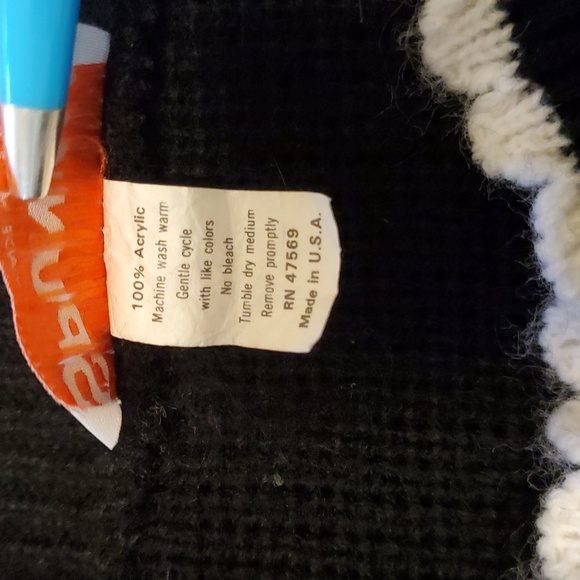 100% Acrylic
Machine wash warm
Gentle cycle
with like colors
No bleach
Tumble dry medium
Remove promptly
RN 47569
Made in U.S.A.